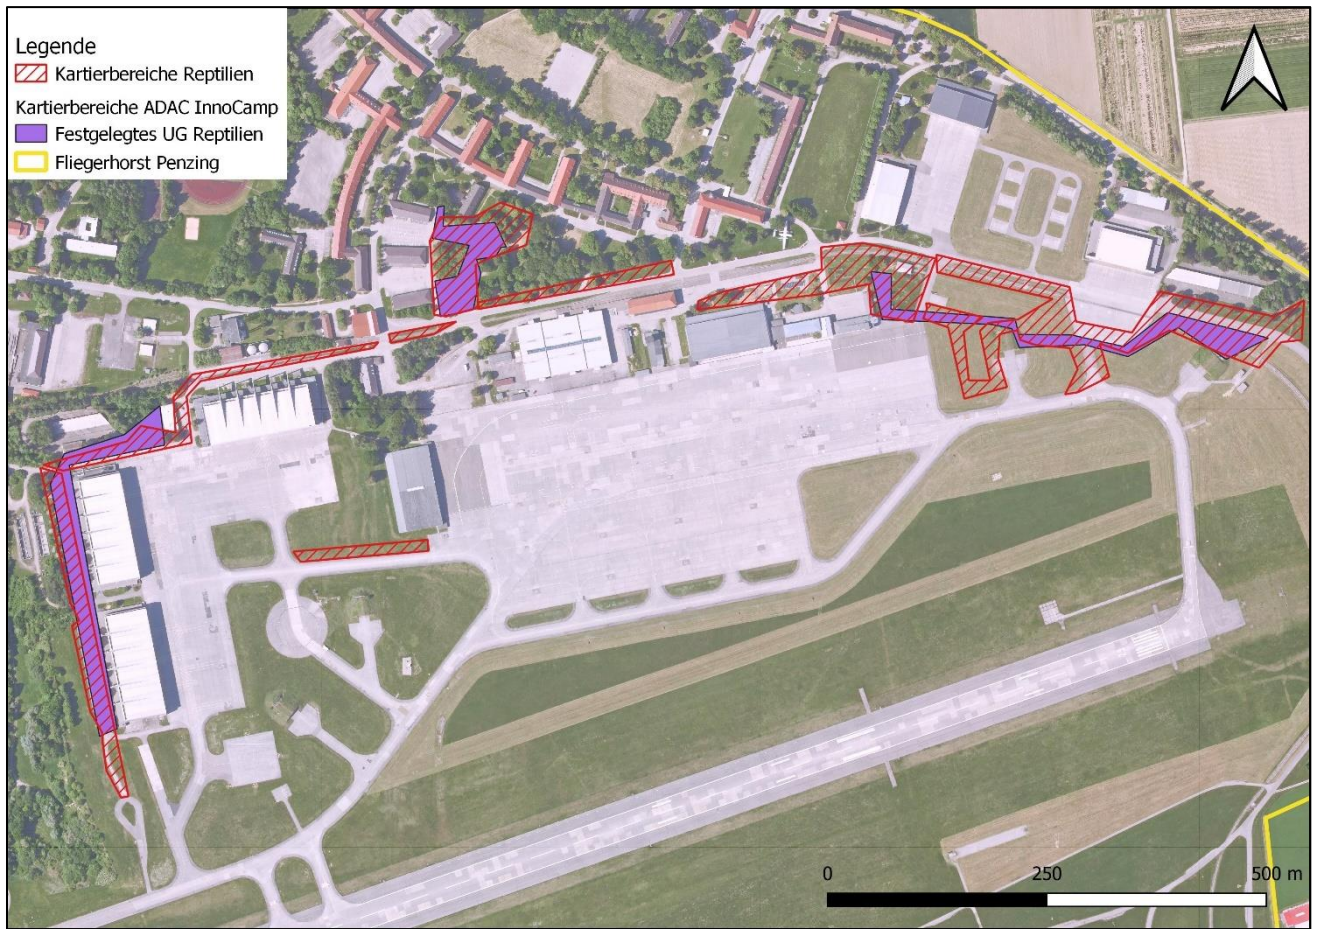 Legende
Kartierbereiche Reptilien
Kartierbereiche ADAC InnoCamp
Festgelegtes UG Reptilien
Fliegerhorst Penzing
0 250 500 m